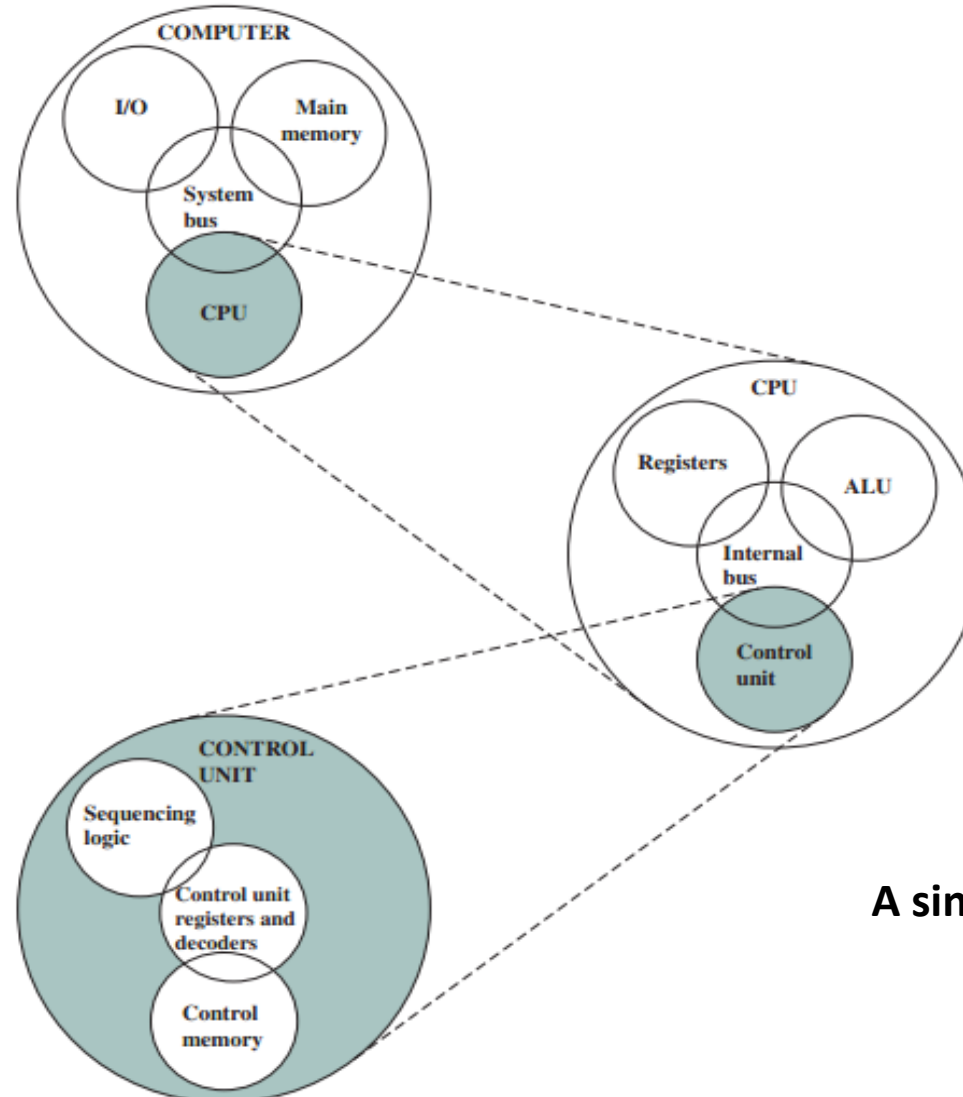 COMPUTER
I/O
Main
memory
System
bus
CPU
CPU
Registers
ALU
Internal
bus
Control
unit
CONTROL
UNIT
Sequencing
logic
Control unit
registers and
decoders
Control
memory
A sin